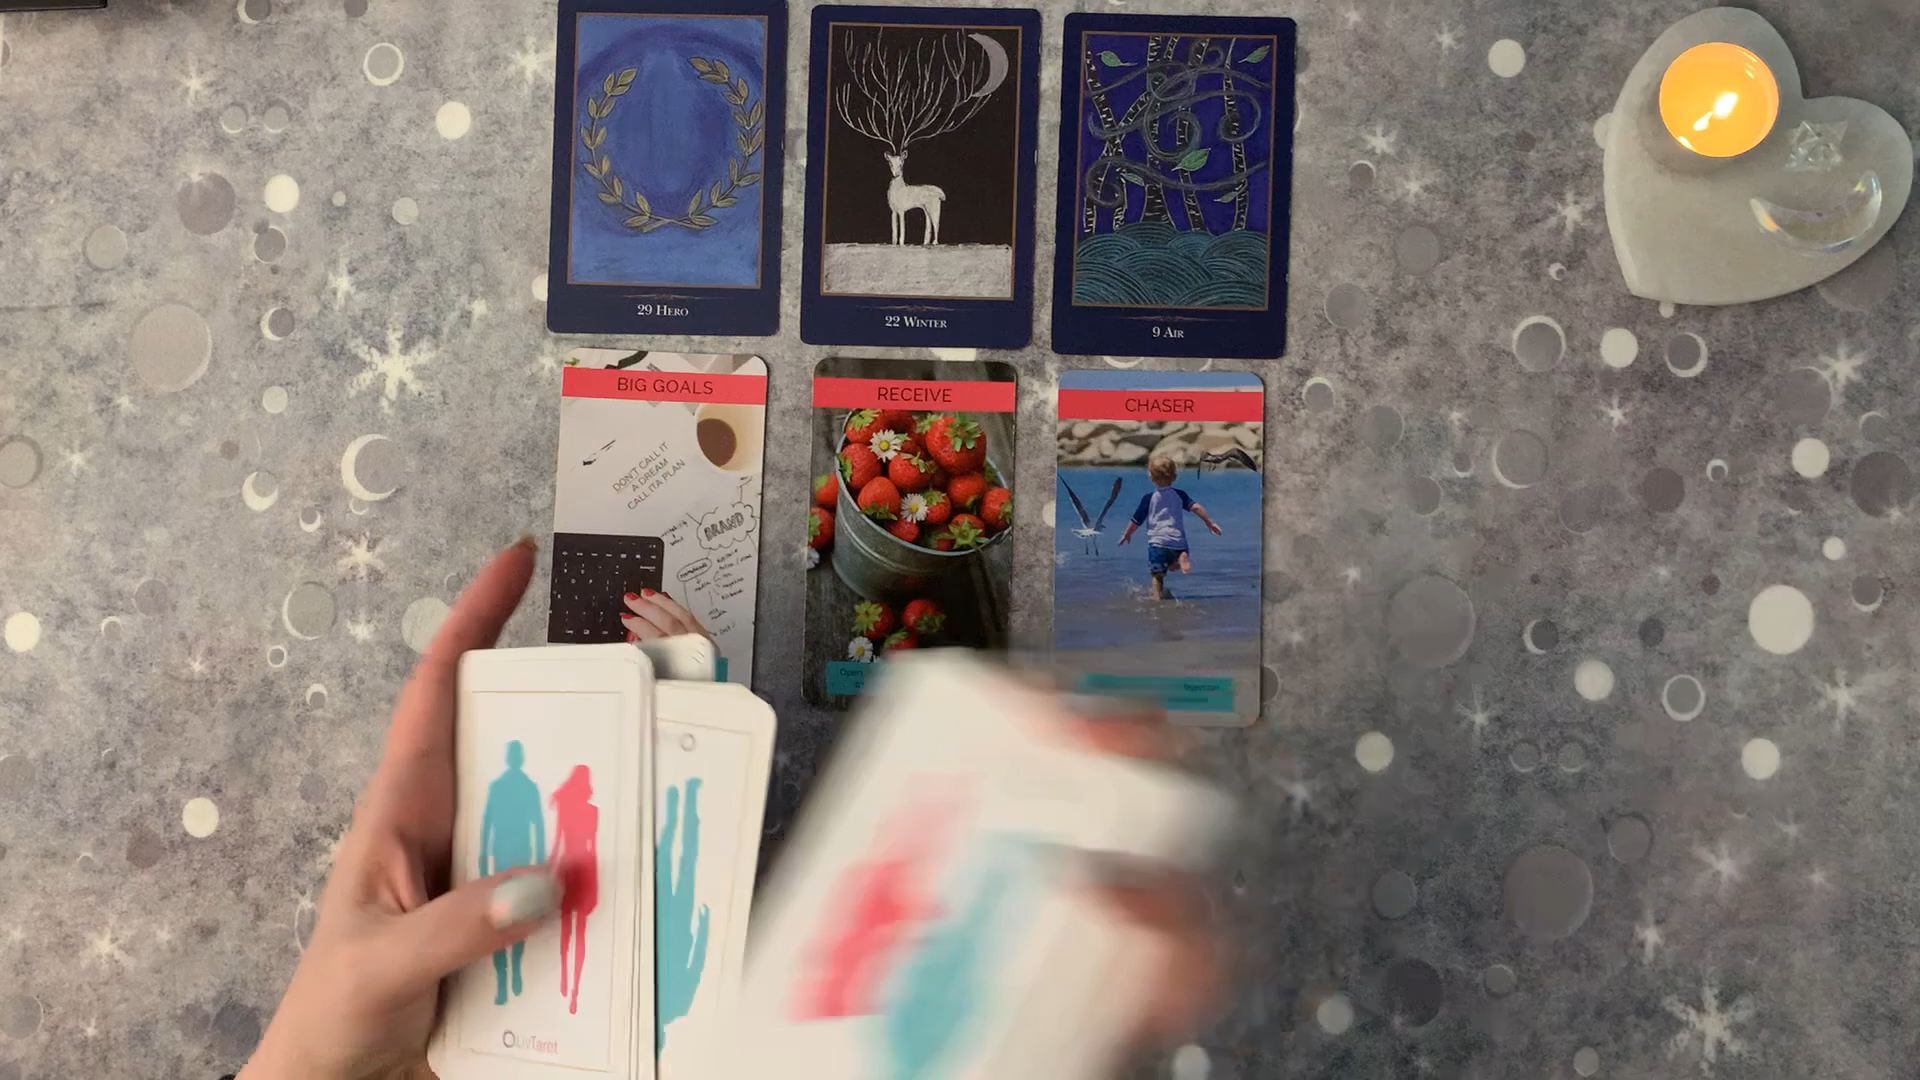 29 HERO
22 WINTER
9 AIR
BIG GOALS
RECEIVE
CHASER
DON'T CALL IT
A DREAM
CALL IT A PLAN
BRAND
Open
LivTarot